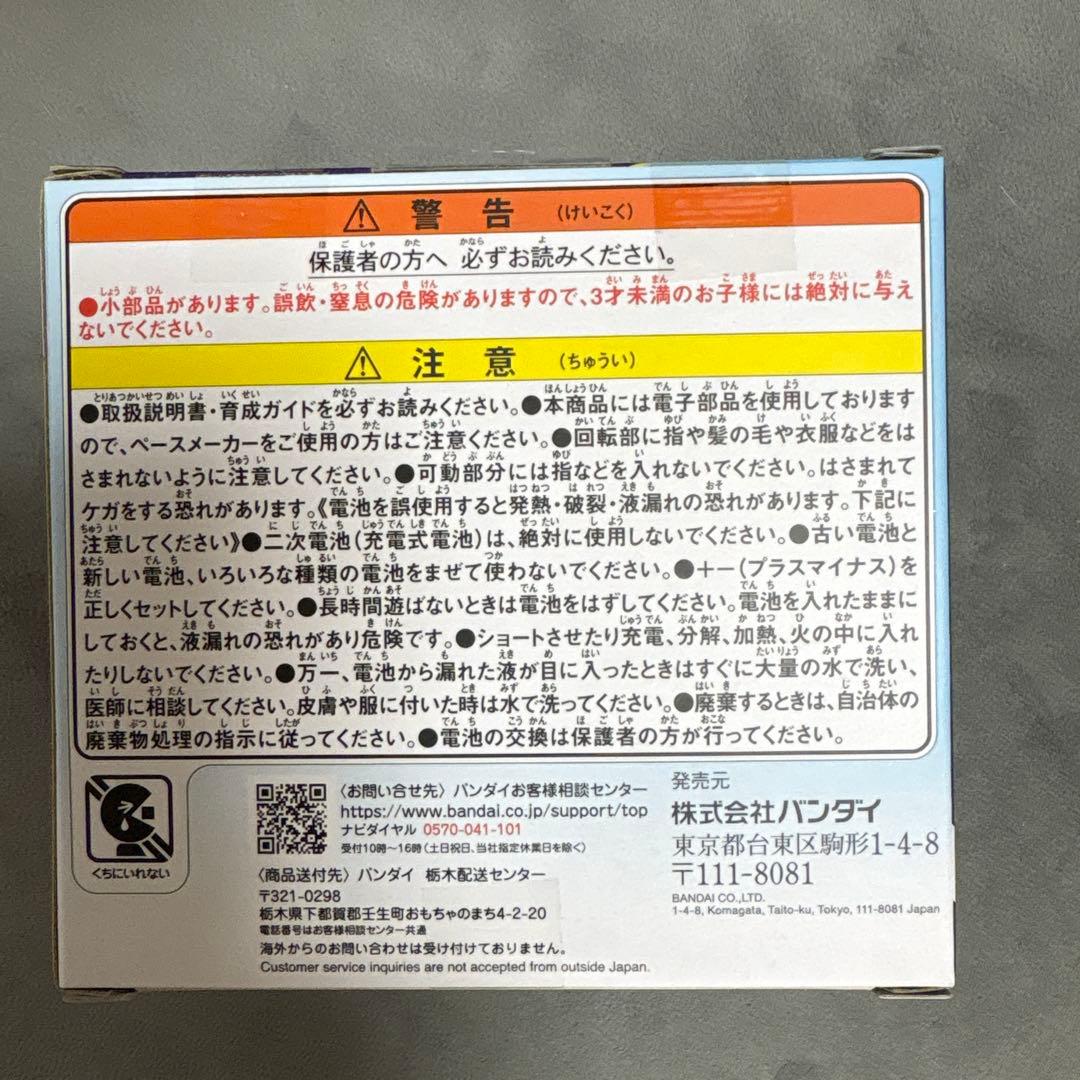 ⚠ 警告 (けいこく)
保護者の方へ 必ずお読みください。
●小部品があります。誤飲・窒息の危険がありますので、3才未満のお子様には絶対に与え
ないでください。
⚠ 注意 (ちゅうい)
●取扱説明書・育成ガイドを必ずお読みください。●本商品には電子部品を使用しております
ので、ペースメーカーをご使用の方はご注意ください。●回転部に指や髪の毛や衣服などをは
さまれないように注意してください。●可動部分には指などを入れないでください。はさまれて
ケガをする恐れがあります。《電池を誤使用すると発熱・破裂・液漏れの恐れがあります。下記に
注意してください》●二次電池(充電式電池)は、絶対に使用しないでください。●古い電池と
新しい電池、いろいろな種類の電池をまぜて使わないでください。●+-(プラスマイナス)を
正しくセットしてください。●長時間遊ばないときは電池をはずしてください。電池を入れたままに
しておくと、液漏れの恐れがあり危険です。●ショートさせたり充電、分解、加熱、火の中に入れ
たりしないでください。●万一、電池から漏れた液が目に入ったときはすぐに大量の水で洗い、
医師に相談してください。皮膚や服に付いた時は水で洗ってください。●廃棄するときは、自治体の
廃棄物処理の指示に従ってください。●電池の交換は保護者の方が行ってください。
くちにいれない
〈お問い合せ先〉バンダイお客様相談センター
https://www.bandai.co.jp/support/top
ナビダイヤル 0570-041-101
受付10時~16時(土日祝日、当社指定休業日を除く)
〈商品送付先〉バンダイ 栃木配送センター
〒321-0298
栃木県下都賀郡壬生町おもちゃのまち4-2-20
電話番号はお客様相談センター共通
海外からのお問い合わせは受け付けておりません。
Customer service inquiries are not accepted from outside Japan.
発売元
株式会社バンダイ
東京都台東区駒形1-4-8
〒111-8081
BANDAI CO.,LTD.
1-4-8, Komagata, Taito-ku, Tokyo, 111-8081 Japan